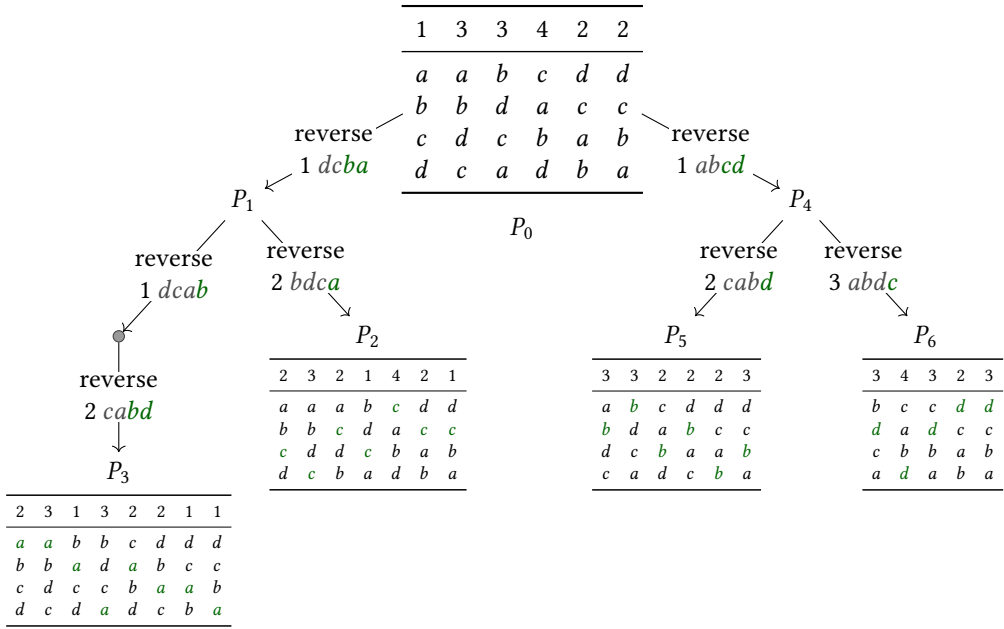 1 3 3 4 2 2
a a b c d d
b b d a c c
c d c b a b
d c a d b a
P0
reverse
1 dcba
reverse
1 abcd
P1
P4
reverse
1 dcab
reverse
2 bdca
reverse
2 cabd
reverse
3 abdc
P2
2 3 2 1 4 2 1
a a a b c d d
b b c d a c c
c d d c b a b
d c b a d b a
P5
3 3 2 2 2 3
a b c d d d
b d a b c c
d c b a a b
c a d c b a
P6
3 4 3 2 3
b c c d d
d a d c c
c b b a b
a d a b a
reverse
2 cabd
P3
2 3 1 3 2 2 1 1
a a b b c d d d
b b a d a b c c
c d c c b a a b
d c d a d c b a